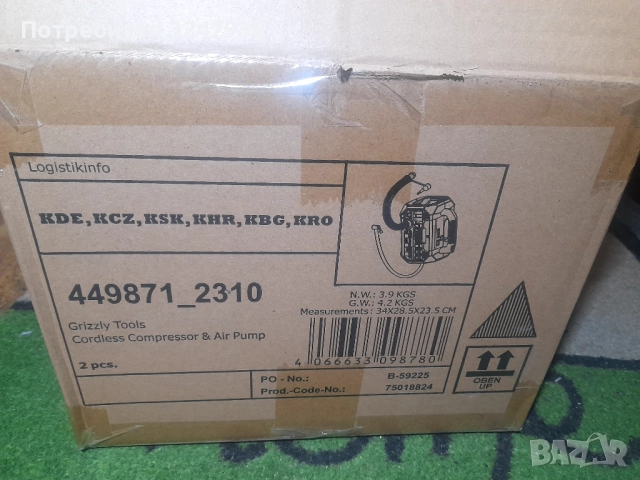 Потреб
Logistikinfo
KDE,KCZ,KSK,KHR,KBG,KRO
449871_2310
Grizzly Tools
Cordless Compressor & Air Pump
2 pcs.
N.W.: 3.9 KGS
G.W.: 4.2 KGS
Measurements: 34X28.5X23.5 CM
4 066633 098780
PO - No.: B-59225
Prod.-Code-No.: 75018824
OBEN
UP
BAZAR